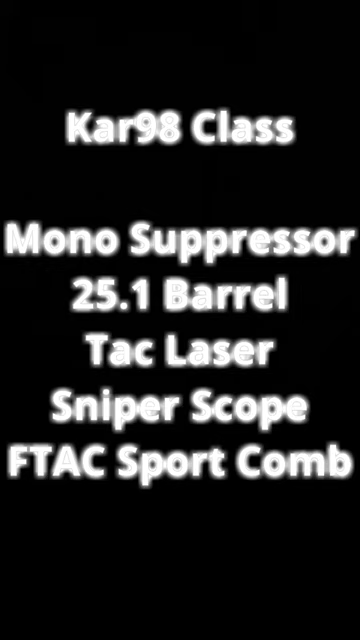 Kar98 Class
Mono Suppressor
25.1 Barrel
Tac Laser
Sniper Scope
FTAC Sport Comb